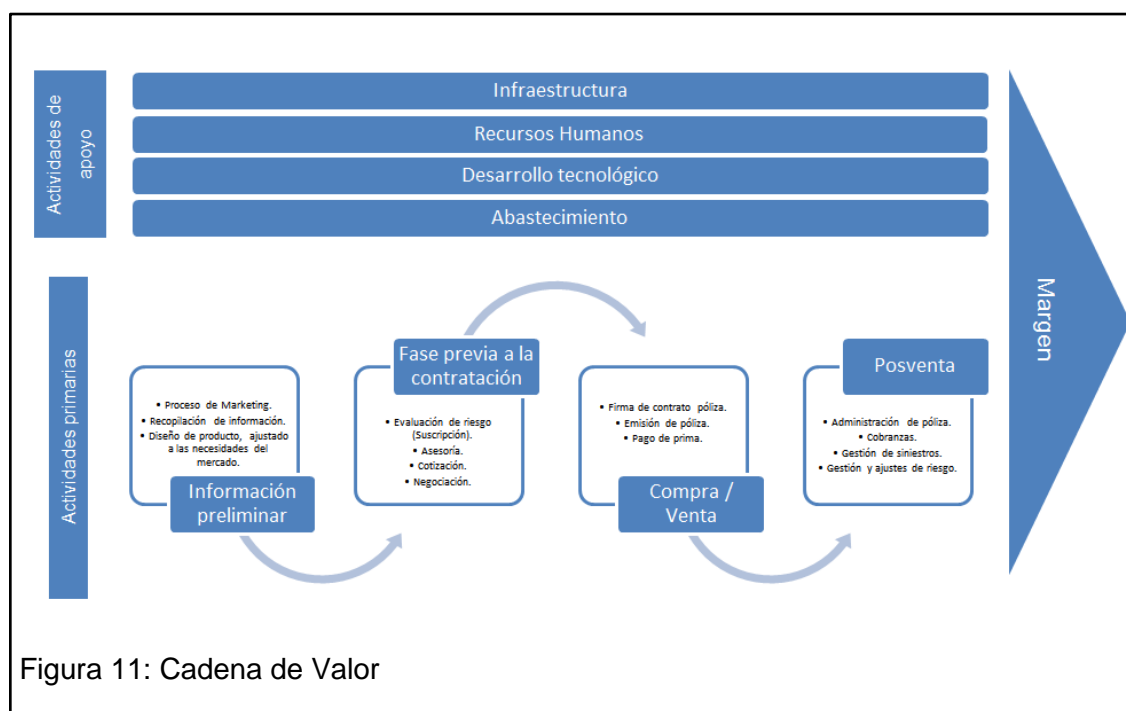 Actividades de
apoyo
Infraestructura
Recursos Humanos
Desarrollo tecnológico
Abastecimiento
Margen
Actividades primarias
▪ Proceso de Marketing.
▪ Recopilación de información.
▪ Diseño de producto, ajustado
a las necesidades del
mercado.
Información
preliminar
Fase previa a la
contratación
▪ Evaluación de riesgo
(Suscripción).
▪ Asesoría.
▪ Cotización.
▪ Negociación.
▪ Firma de contrato póliza.
▪ Emisión de póliza.
▪ Pago de prima.
Compra /
Venta
Posventa
▪ Administración de póliza.
▪ Cobranzas.
▪ Gestión de siniestros.
▪ Gestión y ajustes de riesgo.
Figura 11: Cadena de Valor